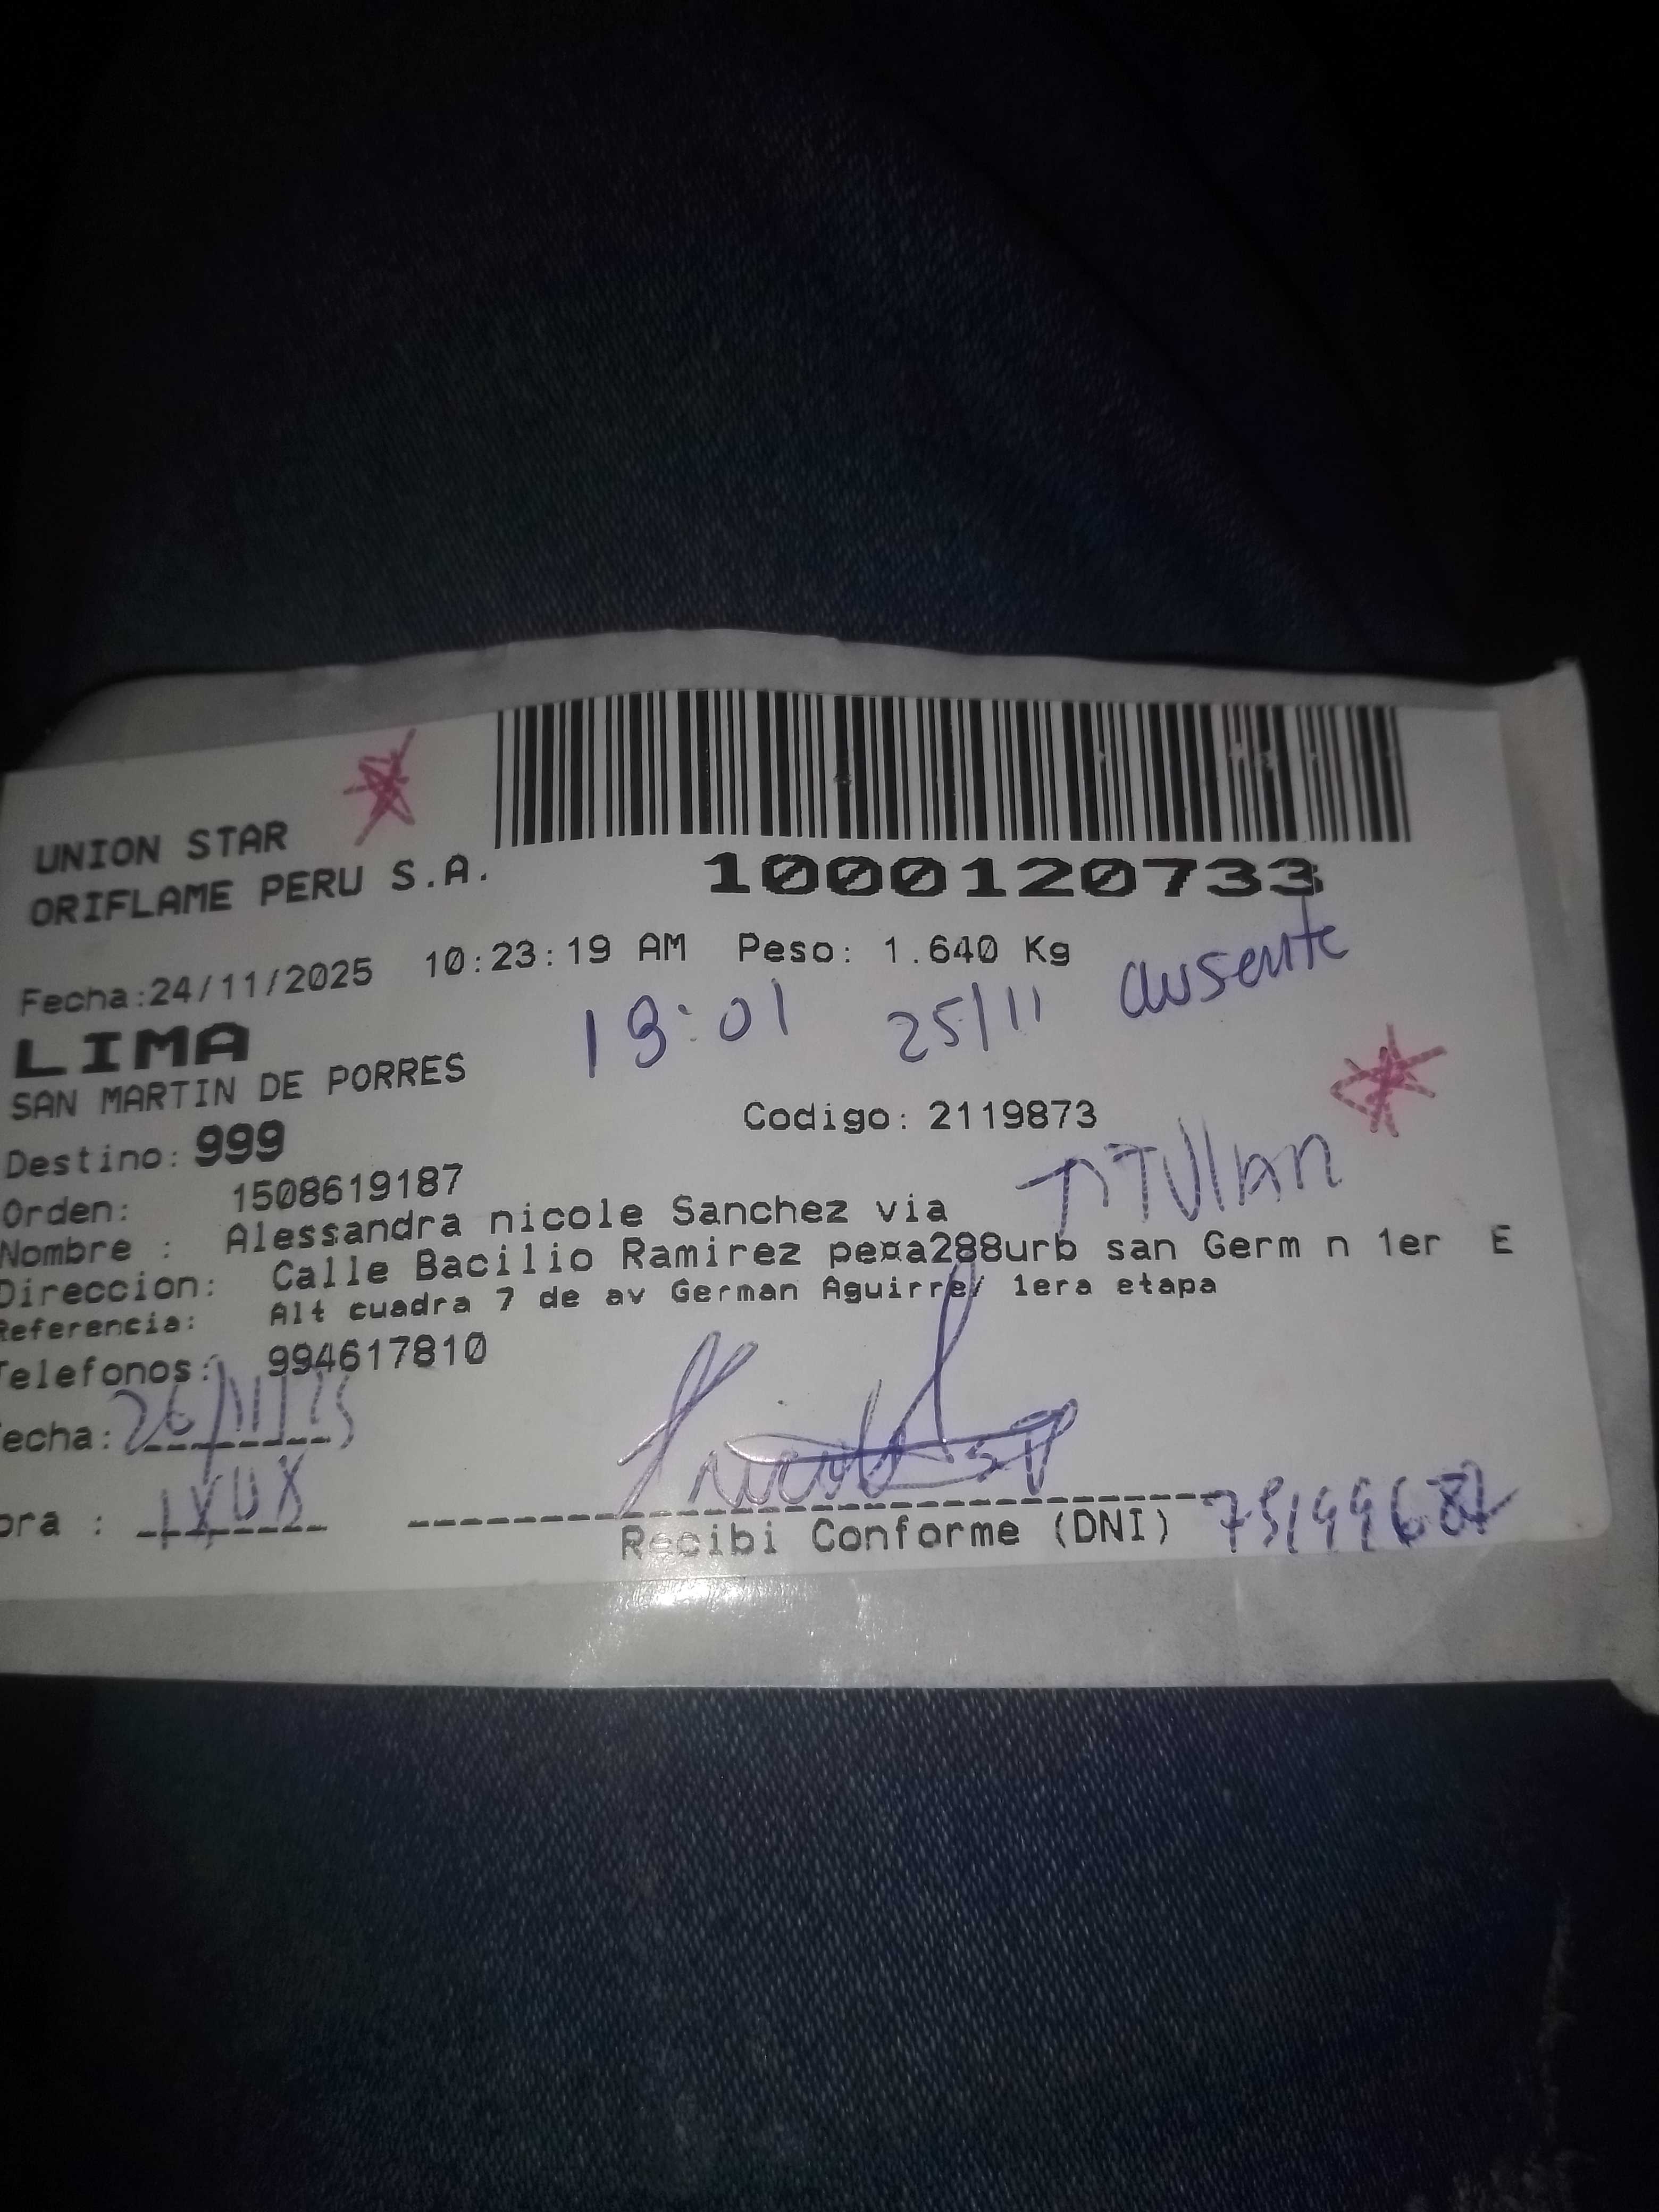 UNION STAR
ORIFLAME PERU S.A.
1000120733
Fecha:24/11/2025 10:23:19 AM Peso: 1.640 Kg
ausente
LIMA
25/11
SAN MARTIN DE PORRES
Codigo: 2119873
Destino: 999
Orden: 1508619187
TITULAR
Nombre : Alessandra nicole Sanchez via
Direccion: Calle Bacilio Ramirez pe¤a288urb san Germ n 1er E
Referencia: Alt cuadra 7 de av German Aguirre/ 1era etapa
Telefonos: 994617810
echa: 26/11/25
ora :
Recibi Conforme (DNI)